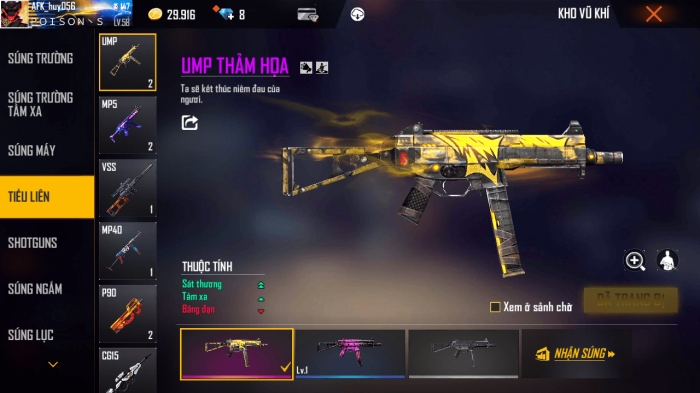 AFK_huy056
147
POISON'S
LV.58
29.916
8
KHO VŨ KHÍ
SÚNG TRƯỜNG
SÚNG TRƯỜNG
TẦM XA
SÚNG MÁY
TIỂU LIÊN
SHOTGUNS
SÚNG NGẮM
SÚNG LỤC
UMP
2
MP5
2
VSS
1
MP40
1
P90
2
CG15
UMP THẢM HỌA
Ta sẽ kết thúc niềm đau của
ngươi.
THUỘC TÍNH
Sát thương
Tầm xa
Băng đạn
Xem ở sảnh chờ
ĐÃ TRANG BỊ
Lv.1
NHẬN SÚNG